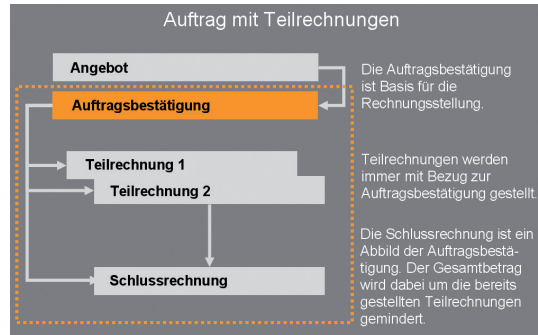 Auftrag mit Teilrechnungen
Angebot
Die Auftragsbestätigung
ist Basis für die
Rechnungsstellung.
Auftragsbestätigung
Teilrechnung 1
Teilrechnung 2
Teilrechnungen werden
immer mit Bezug zur
Auftragsbestätigung gestellt.
Die Schlussrechnung ist ein
Abbild der Auftragsbestä-
tigung. Der Gesamtbetrag
wird dabei um die bereits
gestellten Teilrechnungen
gemindert.
Schlussrechnung